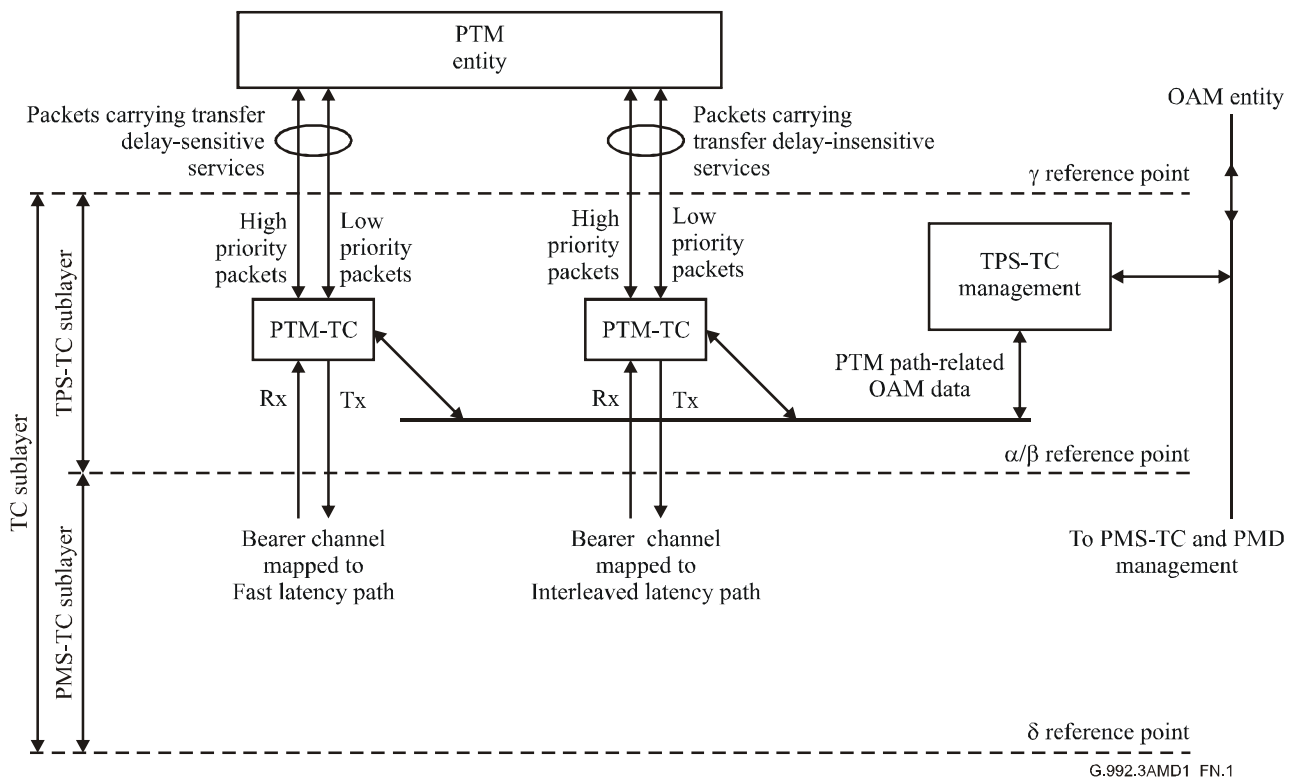 PTM
entity
OAM entity
Packets carrying transfer
delay-sensitive
services
Packets carrying
transfer delay-insensitive
services
γ reference point
High
priority
packets
Low
priority
packets
High
priority
packets
Low
priority
packets
TPS-TC
management
PTM-TC
PTM-TC
PTM path-related
OAM data
Rx
Tx
Rx
Tx
TC sublayer
TPS-TC sublayer
α/β reference point
PMS-TC sublayer
Bearer channel
mapped to
Fast latency path
Bearer channel
mapped to
Interleaved latency path
To PMS-TC and PMD
management
δ reference point
G.992.3AMD1_FN.1